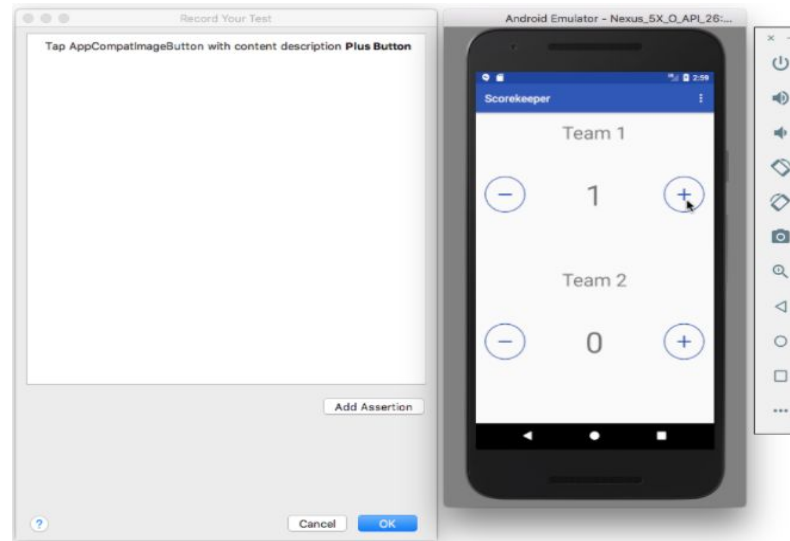 Record Your Test
Tap AppCompatImageButton with content description Plus Button
Add Assertion
?
Cancel
OK
Android Emulator - Nexus_5X_O_API_26:...
2:59
Scorekeeper
Team 1
1
Team 2
0